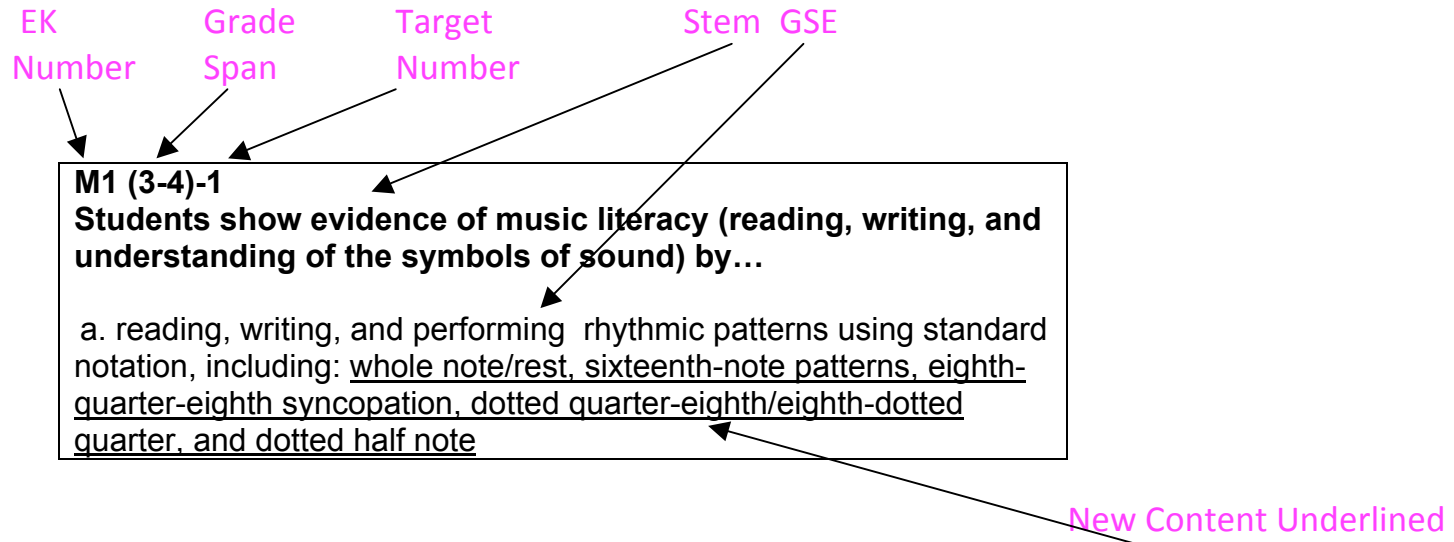 EK Grade Target Stem GSE
Number Span Number
M1 (3-4)-1
Students show evidence of music literacy (reading, writing, and
understanding of the symbols of sound) by…
a. reading, writing, and performing rhythmic patterns using standard
notation, including: whole note/rest, sixteenth-note patterns, eighth-
quarter-eighth syncopation, dotted quarter-eighth/eighth-dotted
quarter, and dotted half note
New Content Underlined